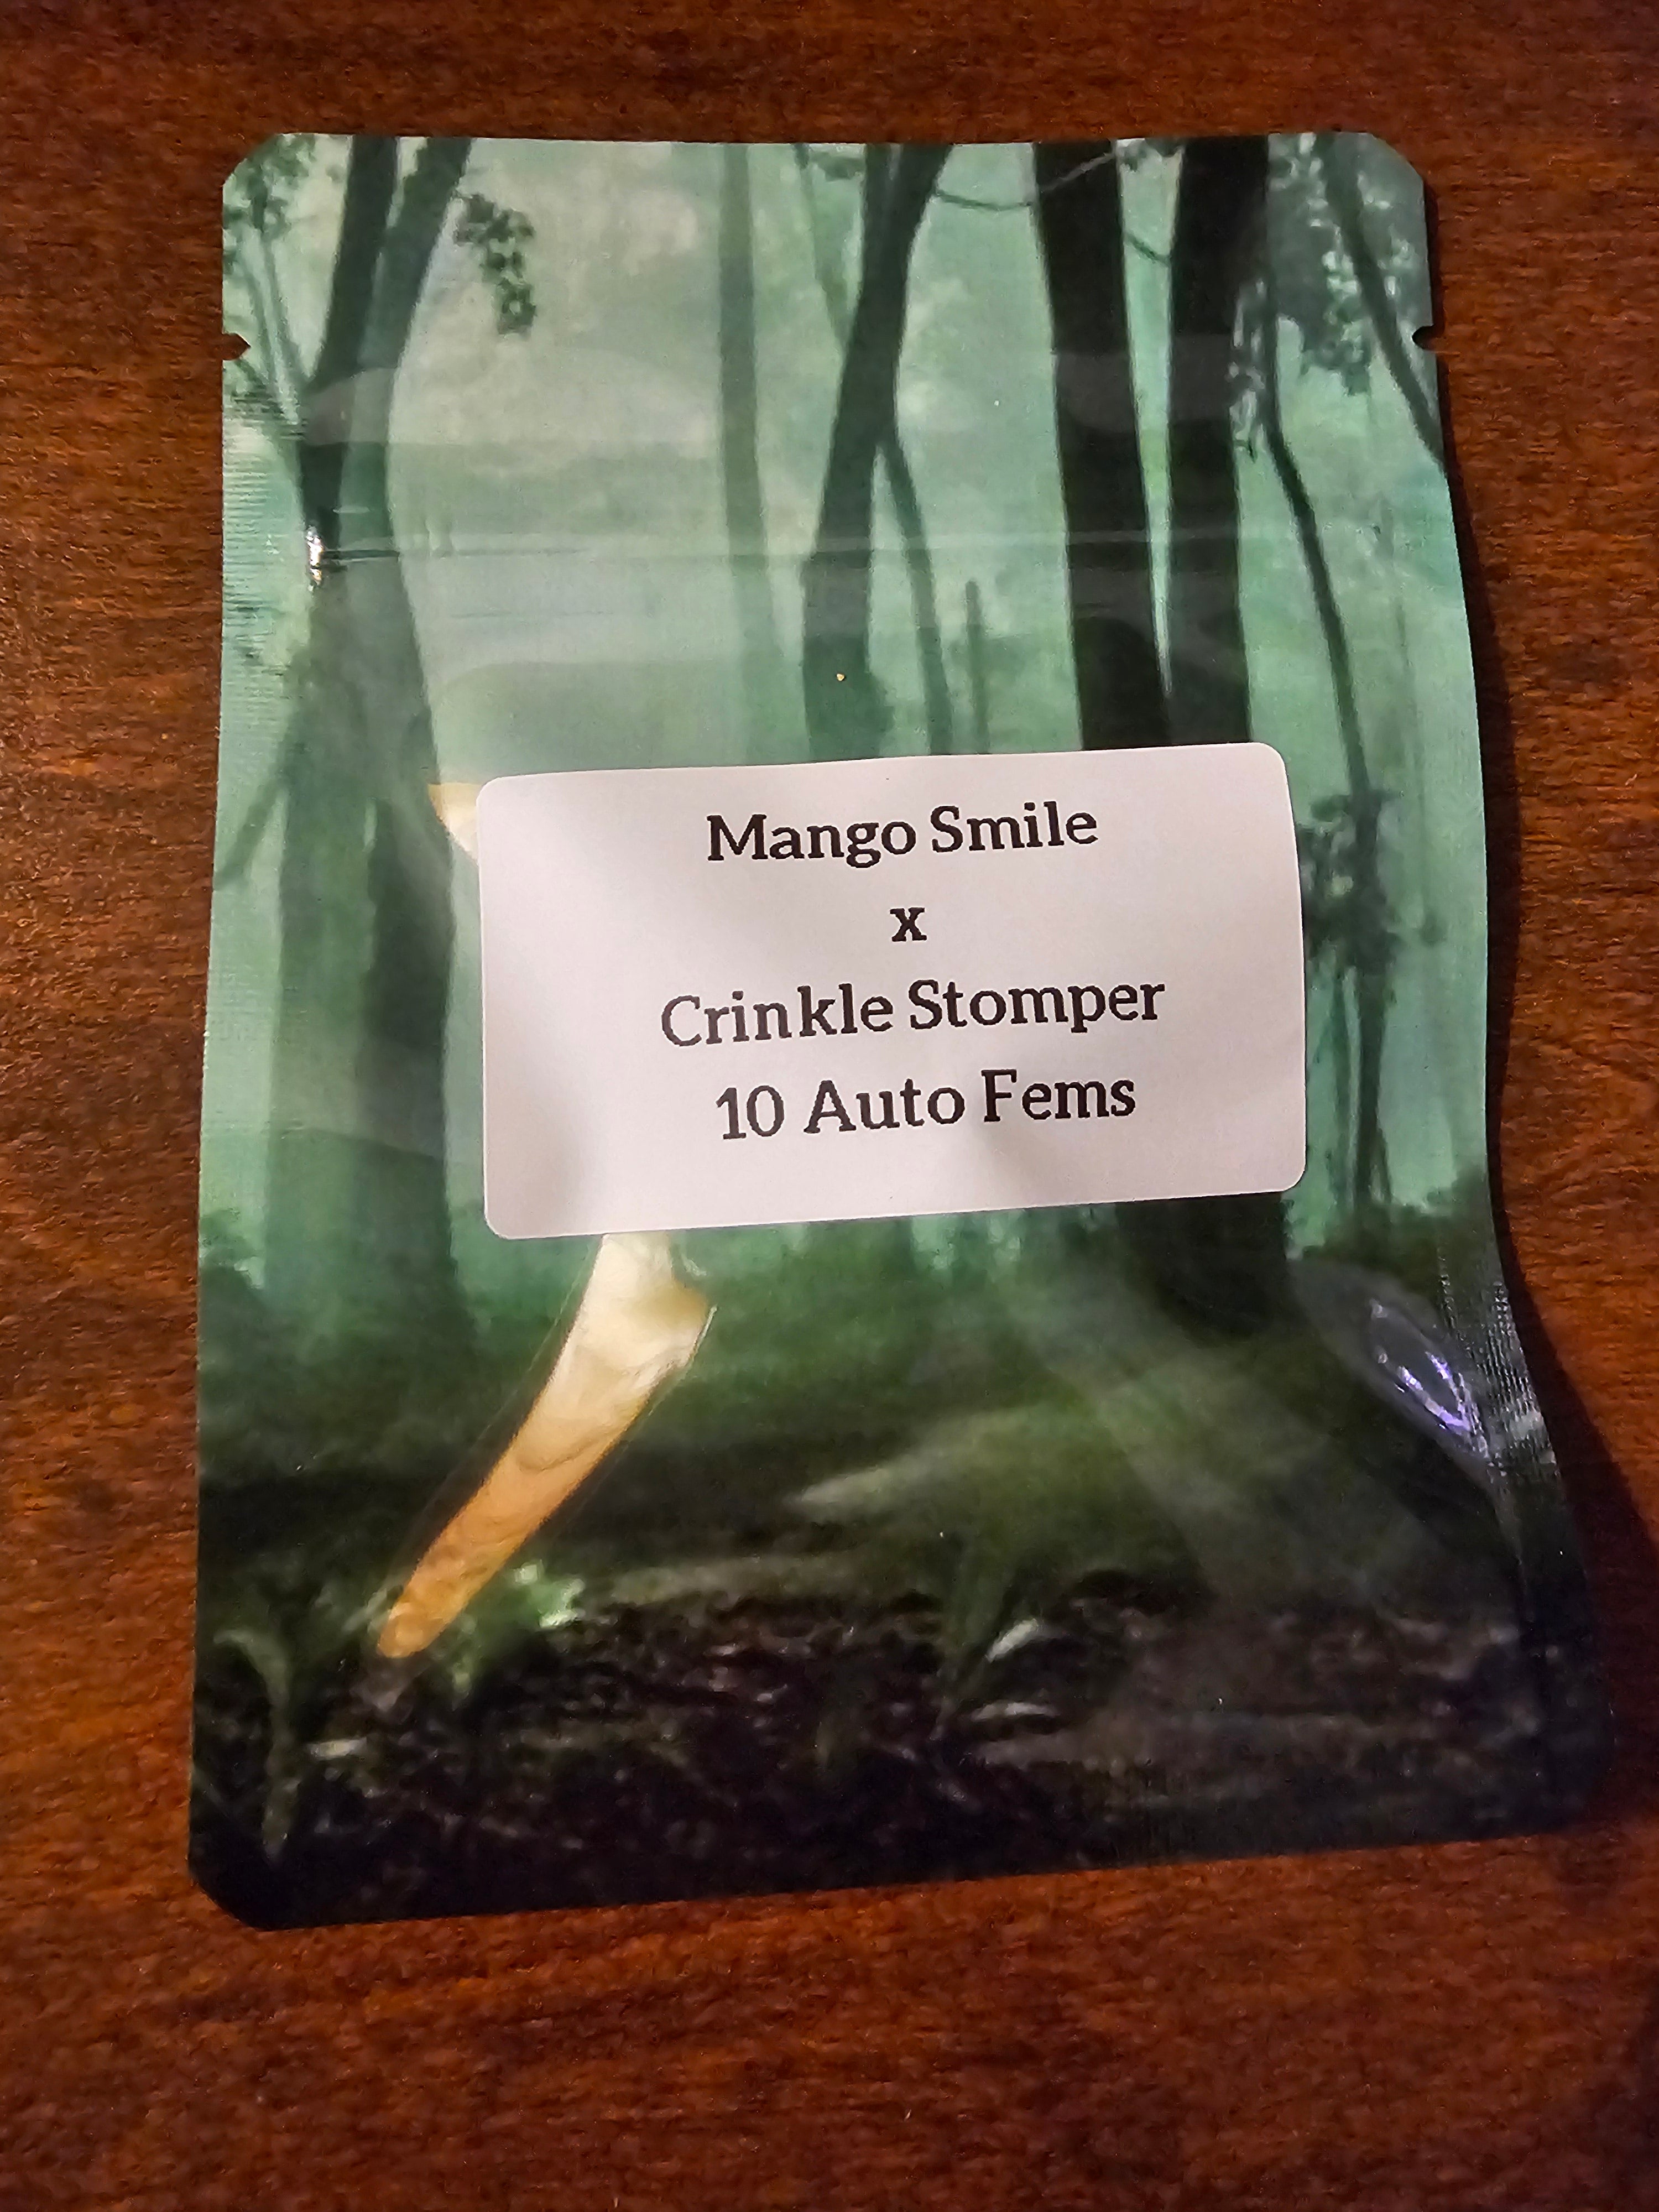 Mango Smile
x
Crinkle Stomper
10 Auto Fems